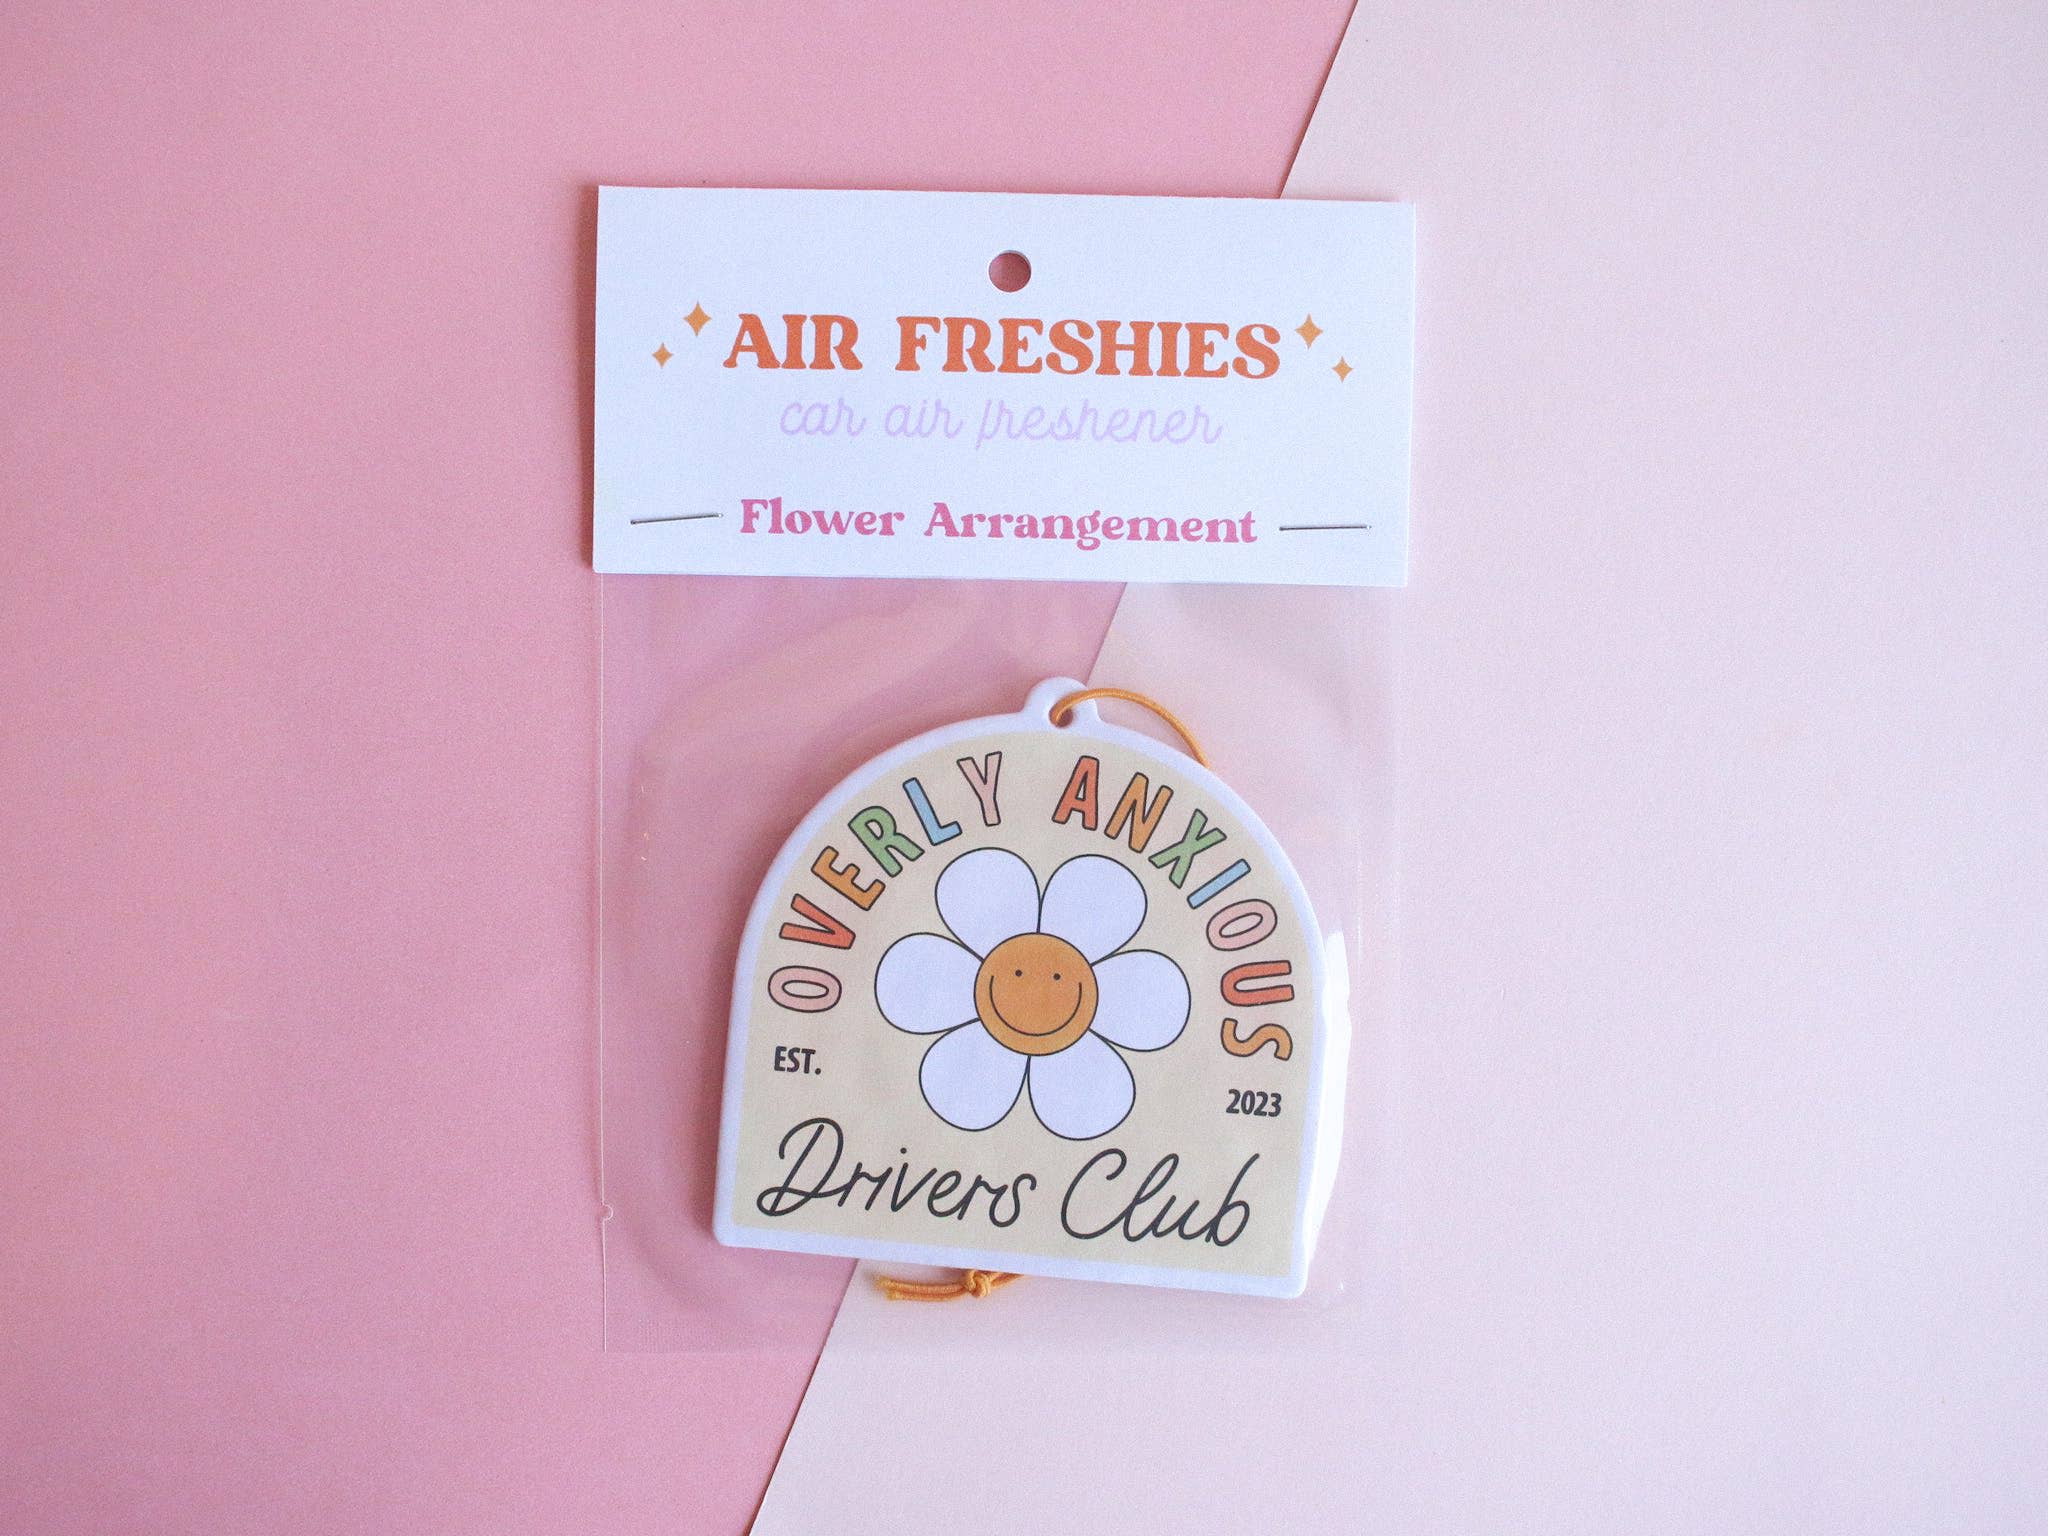 AIR FRESHIES
car air freshener
Flower Arrangement
OVERLY ANXIOUS
EST.
2023
Drivers Club